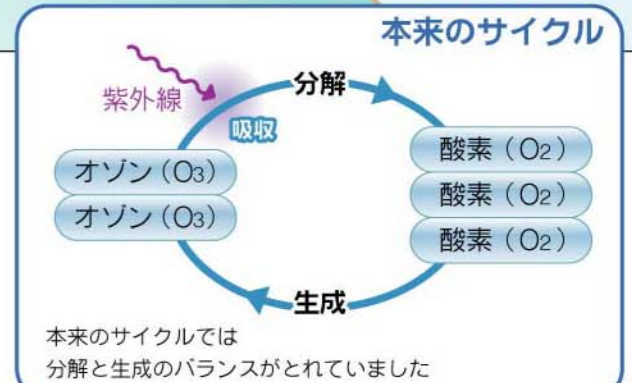 本来のサイクル
紫外線
分解
吸収
オゾン（O3）
オゾン（O3）
酸素（O2）
酸素（O2）
酸素（O2）
生成
本来のサイクルでは
分解と生成のバランスがとれていました